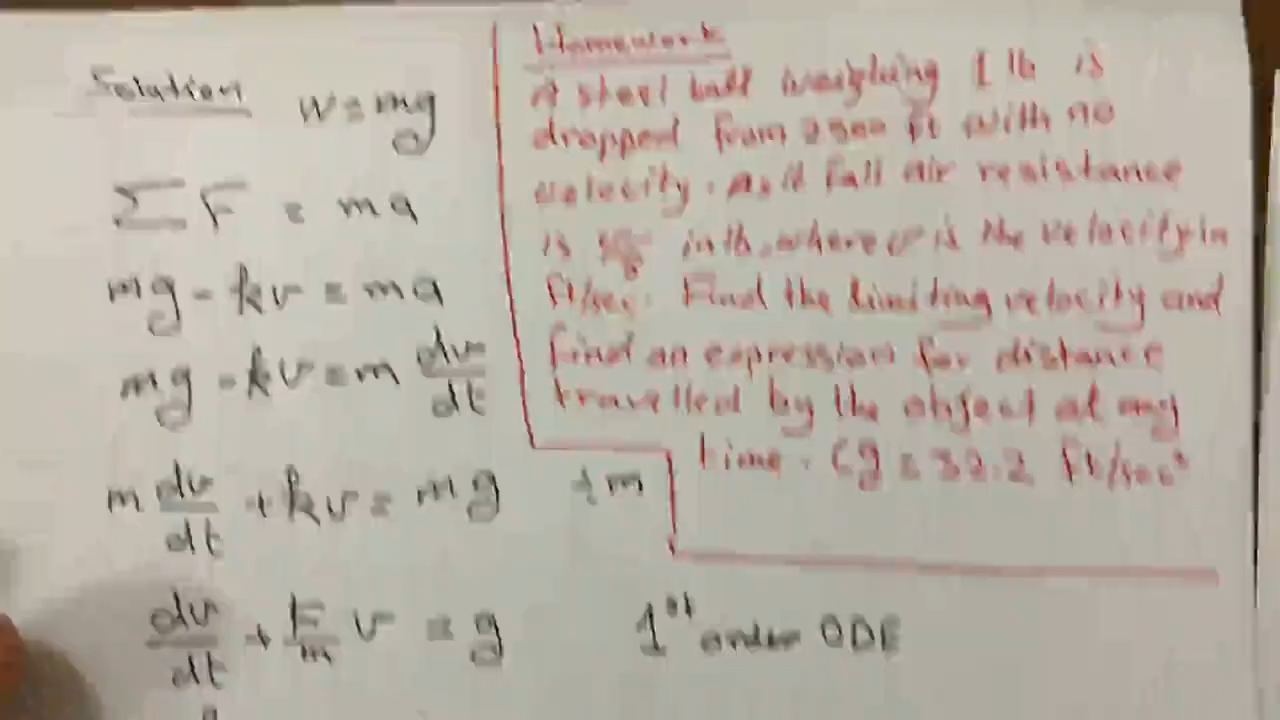 Solution
w = mg
ΣF = ma
mg - kv = ma
mg - kv = m dv/dt
m dv/dt + kv = mg ÷m
dv/dt + k/m v = g 1st order ODE
Homework
A steel ball weighing 1 lb is
dropped from 2500 ft with no
velocity. As it fall air resistance
is in lb, where v is the velocity in
ft/sec. Find the limiting velocity and
find an expression for distance
travelled by the object at any
time. (g = 32.2 ft/sec²